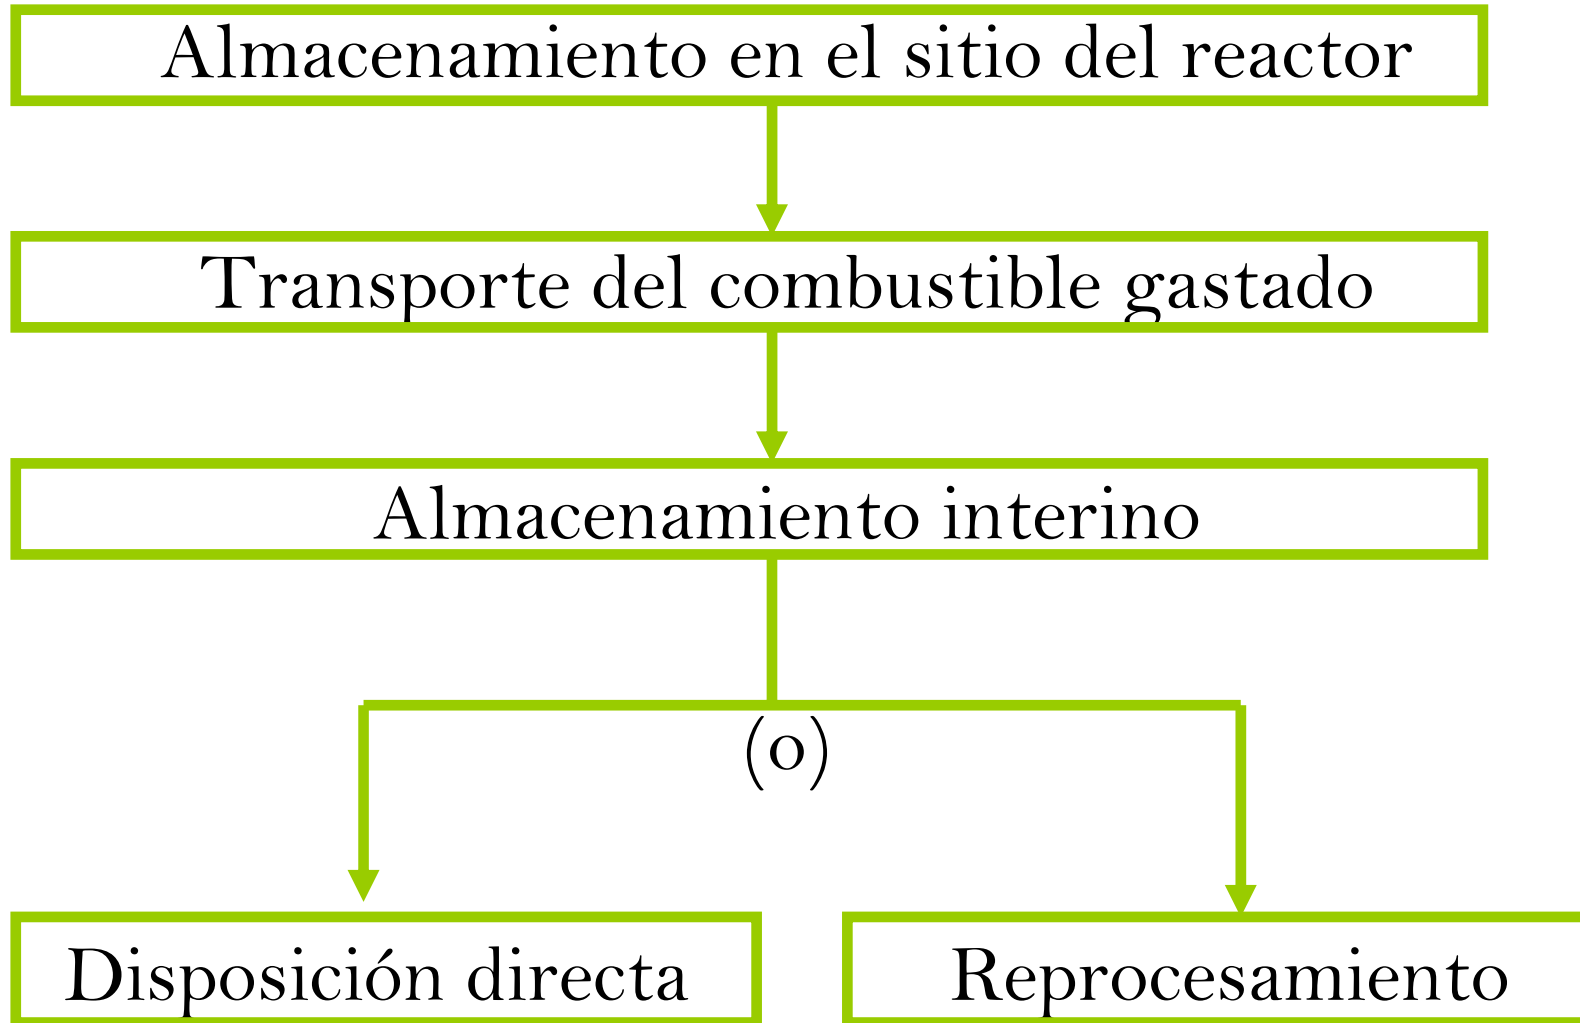 Almacenamiento en el sitio del reactor
Transporte del combustible gastado
Almacenamiento interino
(o)
Disposición directa
Reprocesamiento